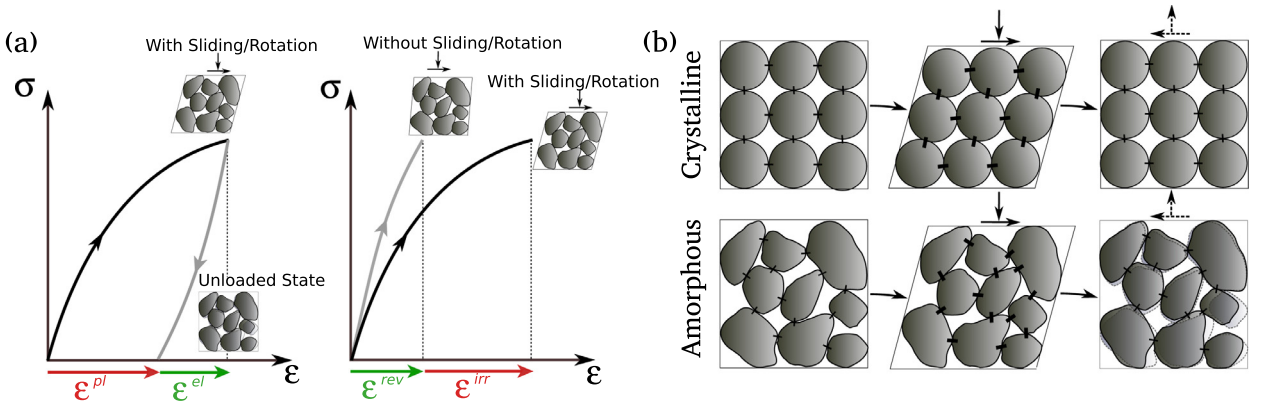 (a)
With Sliding/Rotation
σ
Unloaded State
ε
ε^pl
ε^el
Without Sliding/Rotation
With Sliding/Rotation
σ
ε
ε^rev
ε^irr
(b)
Crystalline
Amorphous